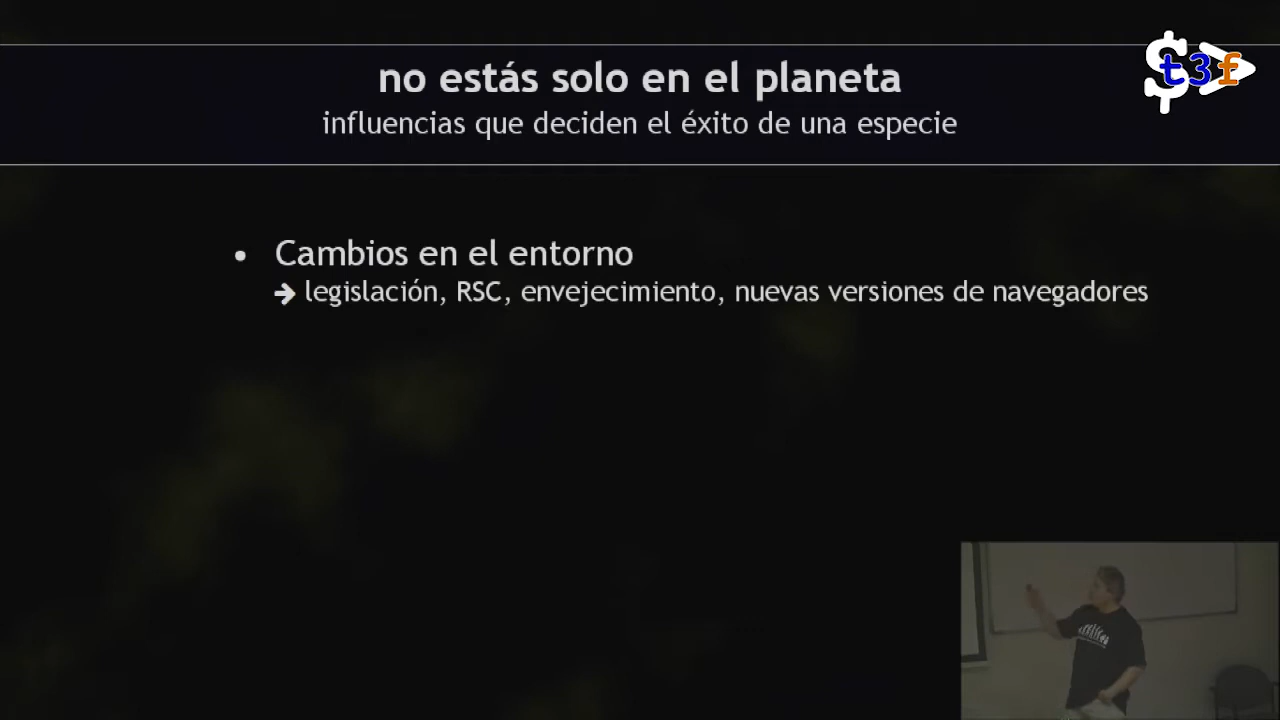 no estás solo en el planeta
influencias que deciden el éxito de una especie
$t3f
• Cambios en el entorno
➔ legislación, RSC, envejecimiento, nuevas versiones de navegadores